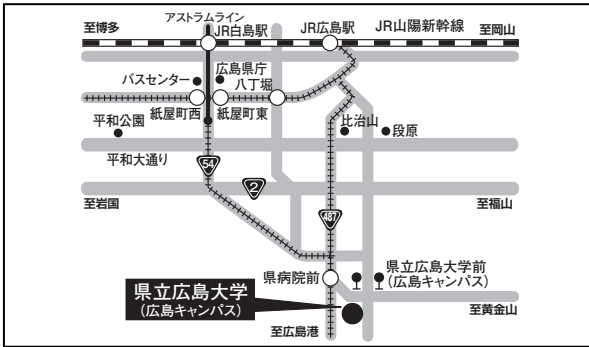 アストラムライン
至博多
JR白島駅
JR広島駅
JR山陽新幹線
至岡山
バスセンター
広島県庁
八丁堀
紙屋町西
紙屋町東
平和公園
比治山
段原
平和大通り
54
2
至岩国
487
至福山
県病院前
県立広島大学前
(広島キャンパス)
県立広島大学
(広島キャンパス)
至黄金山
至広島港